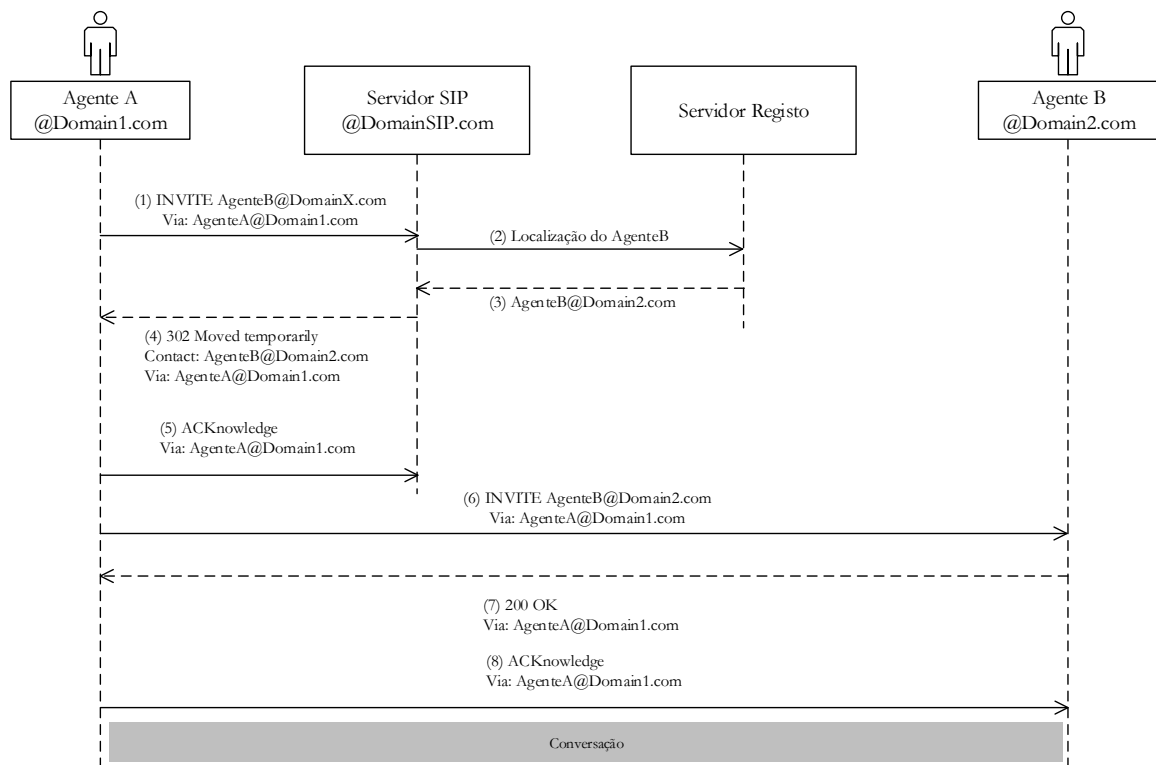 Agente A
@Domain1.com
Servidor SIP
@DomainSIP.com
Servidor Registo
Agente B
@Domain2.com
(1) INVITE AgenteB@DomainX.com
Via: AgenteA@Domain1.com
(2) Localização do AgenteB
(3) AgenteB@Domain2.com
(4) 302 Moved temporarily
Contact: AgenteB@Domain2.com
Via: AgenteA@Domain1.com
(5) ACKnowledge
Via: AgenteA@Domain1.com
(6) INVITE AgenteB@Domain2.com
Via: AgenteA@Domain1.com
(7) 200 OK
Via: AgenteA@Domain1.com
(8) ACKnowledge
Via: AgenteA@Domain1.com
Conversação